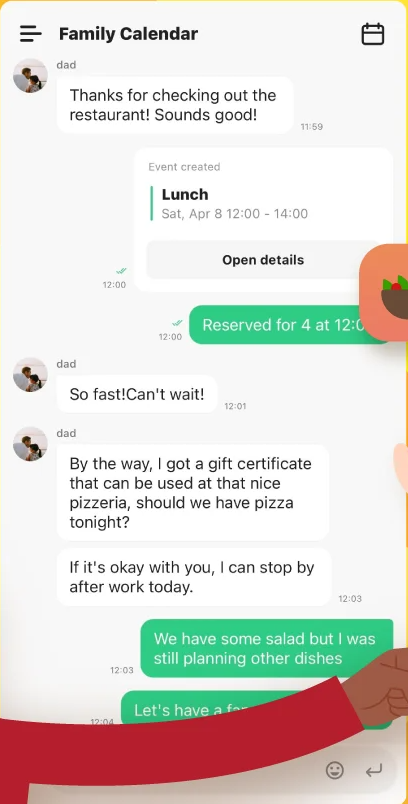 Family Calendar
dad
Thanks for checking out the
restaurant! Sounds good!
11:59
Event created
Lunch
Sat, Apr 8 12:00 - 14:00
Open details
12:00
Reserved for 4 at 12:0
12:00
dad
So fast!Can't wait!
12:01
dad
By the way, I got a gift certificate
that can be used at that nice
pizzeria, should we have pizza
tonight?
If it's okay with you, I can stop by
after work today.
12:03
We have some salad but I was
still planning other dishes
12:03
Let's have a
12:04